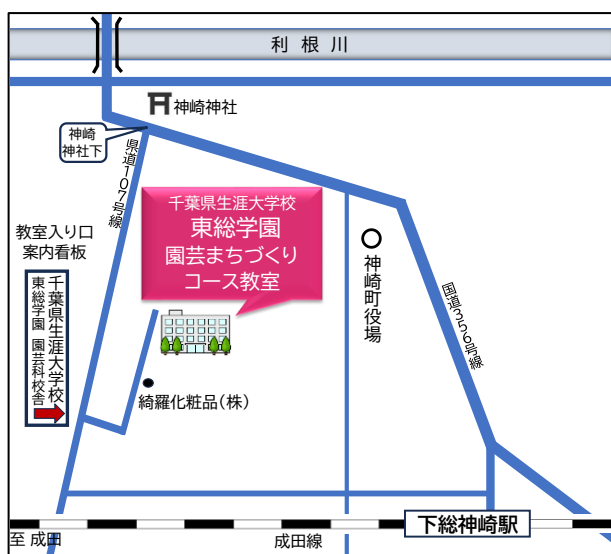 利根川
神崎神社
神崎
神社下
県道107号線
千葉県生涯大学校
東総学園
園芸まちづくり
コース教室
教室入り口
案内看板
千葉県生涯大学校
東総学園 園芸科校舎
神崎町役場
国道356号線
綺羅化粧品(株)
下総神崎駅
至 成田
成田線